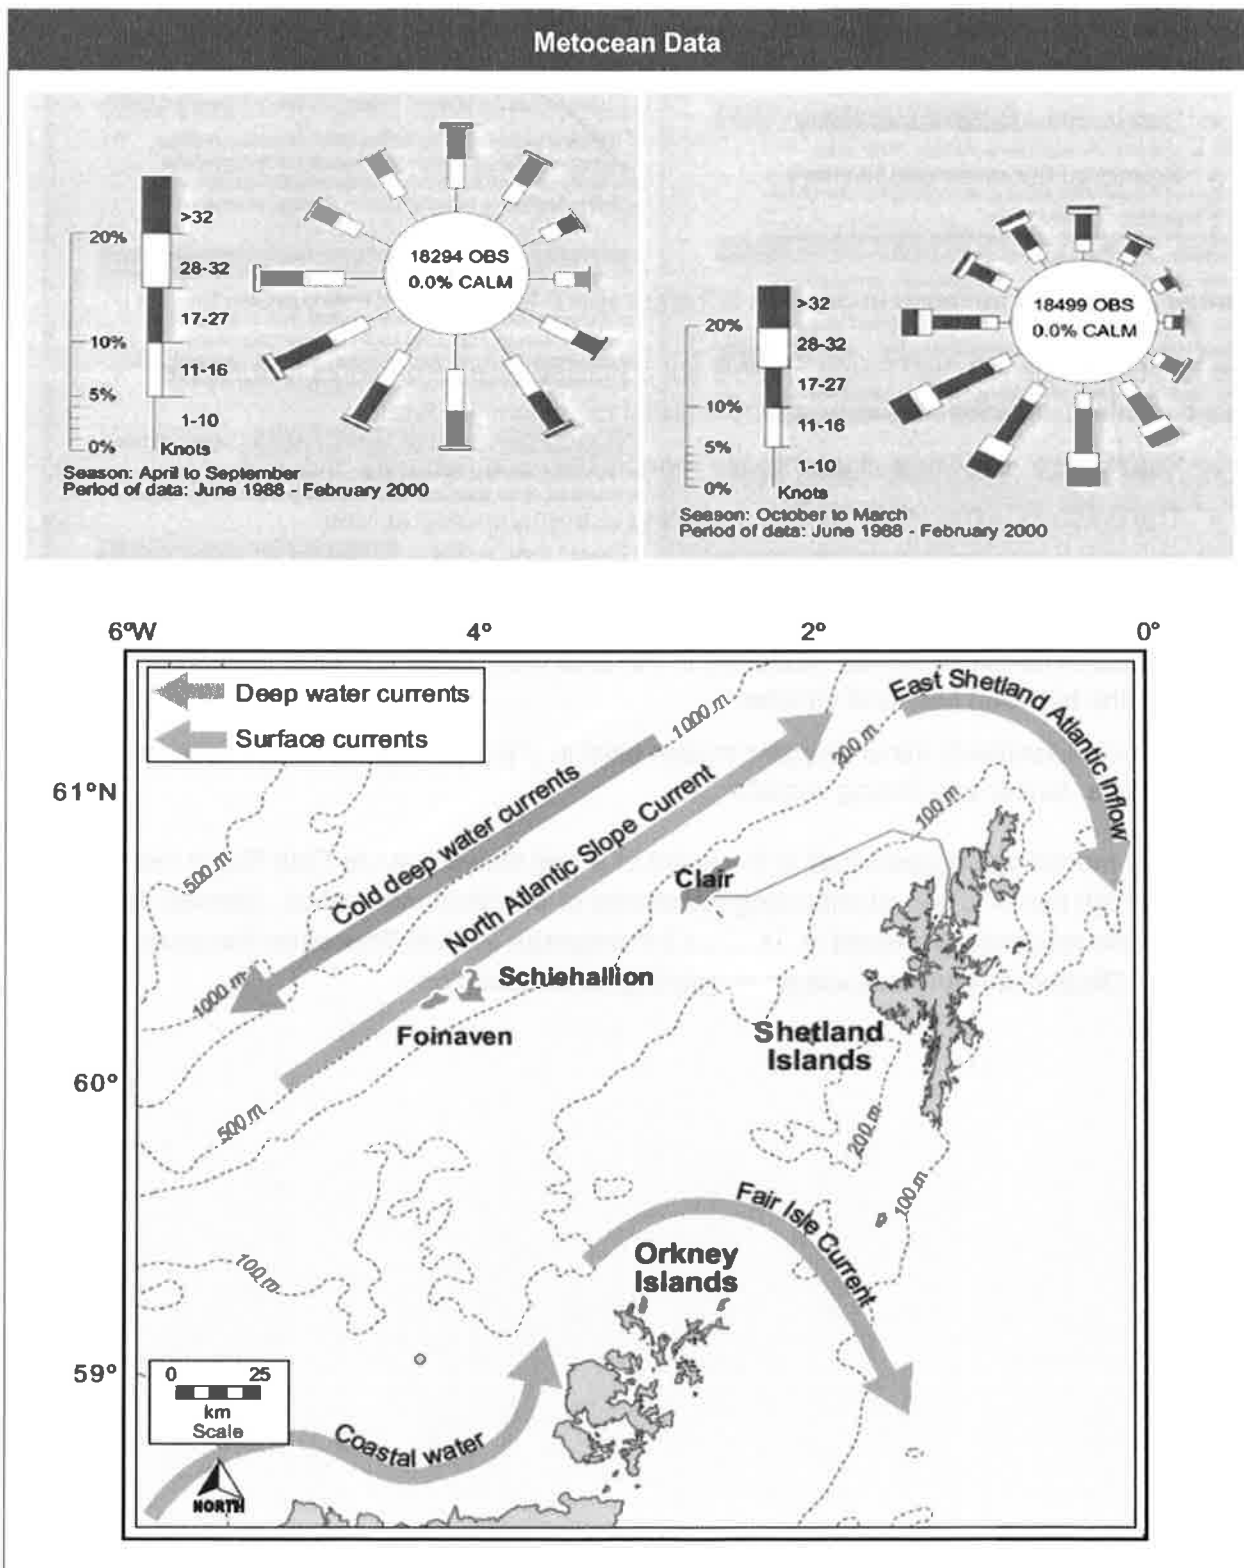 Metocean Data
18294 OBS
0.0% CALM
20%
10%
5%
0%
>32
28-32
17-27
11-16
1-10
Knots
Season: April to September
Period of data: June 1988 - February 2000
18499 OBS
0.0% CALM
20%
10%
5%
0%
>32
28-32
17-27
11-16
1-10
Knots
Season: October to March
Period of data: June 1988 - February 2000
6°W
4°
2°
0°
Deep water currents
Surface currents
61°N
60°
59°
East Shetland Atlantic Inflow
1000 m
200 m
100 m
500 m
Cold deep water currents
North Atlantic Slope Current
Clair
Schiehallion
Foinaven
1000 m
500 m
Shetland
Islands
200 m
100 m
Fair Isle Current
100 m
Orkney
Islands
0 25
km
Scale
Coastal water
NORTH